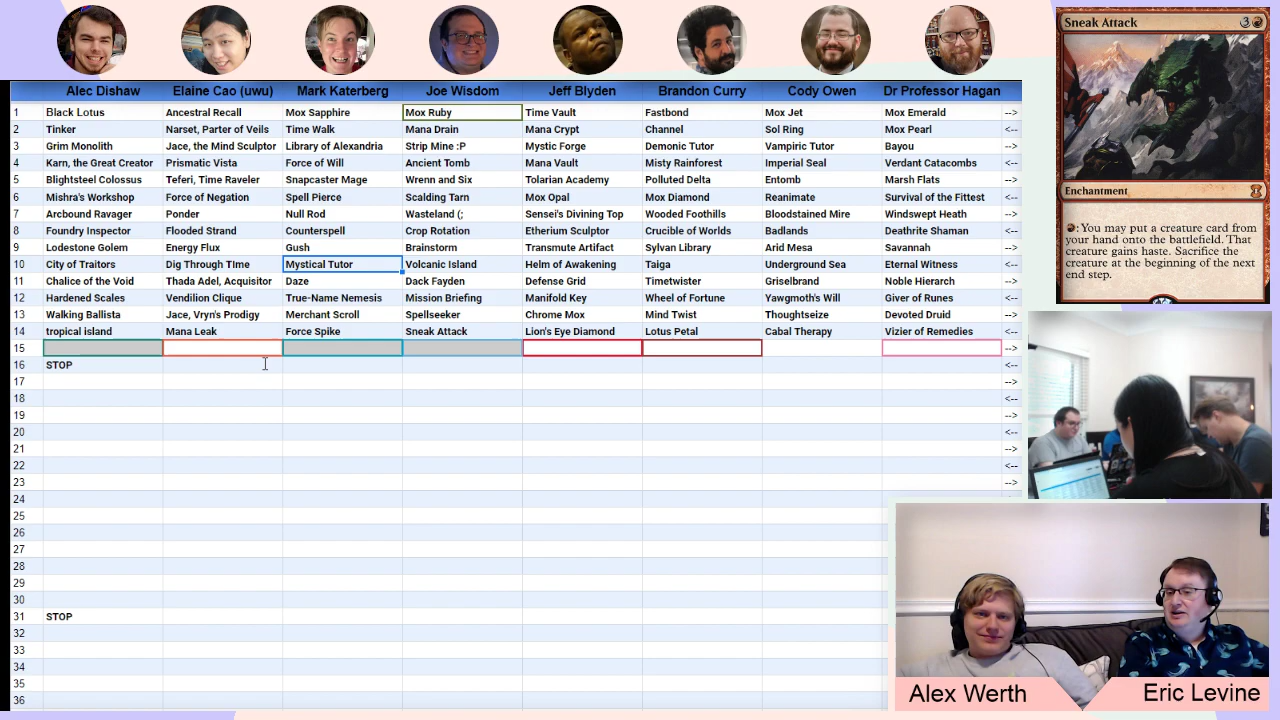 Alec Dishaw Elaine Cao (uwu) Mark Katerberg Joe Wisdom Jeff Blyden Brandon Curry Cody Owen Dr Professor Hagan
1 Black Lotus Ancestral Recall Mox Sapphire Mox Ruby Time Vault Fastbond Mox Jet Mox Emerald -->
2 Tinker Narset, Parter of Veils Time Walk Mana Drain Mana Crypt Channel Sol Ring Mox Pearl <--
3 Grim Monolith Jace, the Mind Sculptor Library of Alexandria Strip Mine :P Mystic Forge Demonic Tutor Vampiric Tutor Bayou -->
4 Karn, the Great Creator Prismatic Vista Force of Will Ancient Tomb Mana Vault Misty Rainforest Imperial Seal Verdant Catacombs <--
5 Blightsteel Colossus Teferi, Time Raveler Snapcaster Mage Wrenn and Six Tolarian Academy Polluted Delta Entomb Marsh Flats -->
6 Mishra's Workshop Force of Negation Spell Pierce Scalding Tarn Mox Opal Mox Diamond Reanimate Survival of the Fittest <--
7 Arcbound Ravager Ponder Null Rod Wasteland (; Sensei's Divining Top Wooded Foothills Bloodstained Mire Windswept Heath -->
8 Foundry Inspector Flooded Strand Counterspell Crop Rotation Etherium Sculptor Crucible of Worlds Badlands Deathrite Shaman <--
9 Lodestone Golem Energy Flux Gush Brainstorm Transmute Artifact Sylvan Library Arid Mesa Savannah -->
10 City of Traitors Dig Through TIme Mystical Tutor Volcanic Island Helm of Awakening Taiga Underground Sea Eternal Witness <--
11 Chalice of the Void Thada Adel, Acquisitor Daze Dack Fayden Defense Grid Timetwister Griselbrand Noble Hierarch -->
12 Hardened Scales Vendilion Clique True-Name Nemesis Mission Briefing Manifold Key Wheel of Fortune Yawgmoth's Will Giver of Runes <--
13 Walking Ballista Jace, Vryn's Prodigy Merchant Scroll Spellseeker Chrome Mox Mind Twist Thoughtseize Devoted Druid -->
14 tropical island Mana Leak Force Spike Sneak Attack Lion's Eye Diamond Lotus Petal Cabal Therapy Vizier of Remedies <--
15 -->
16 STOP <--
17 -->
18 <--
19 -->
20 <--
21 -->
22 <--
23 -->
24
25
26
27
28
29
30
31 STOP
32
33
34
35
36
Sneak Attack 3
Enchantment
: You may put a creature card from
your hand onto the battlefield. That
creature gains haste. Sacrifice the
creature at the beginning of the next
end step.
Alex Werth
Eric Levine